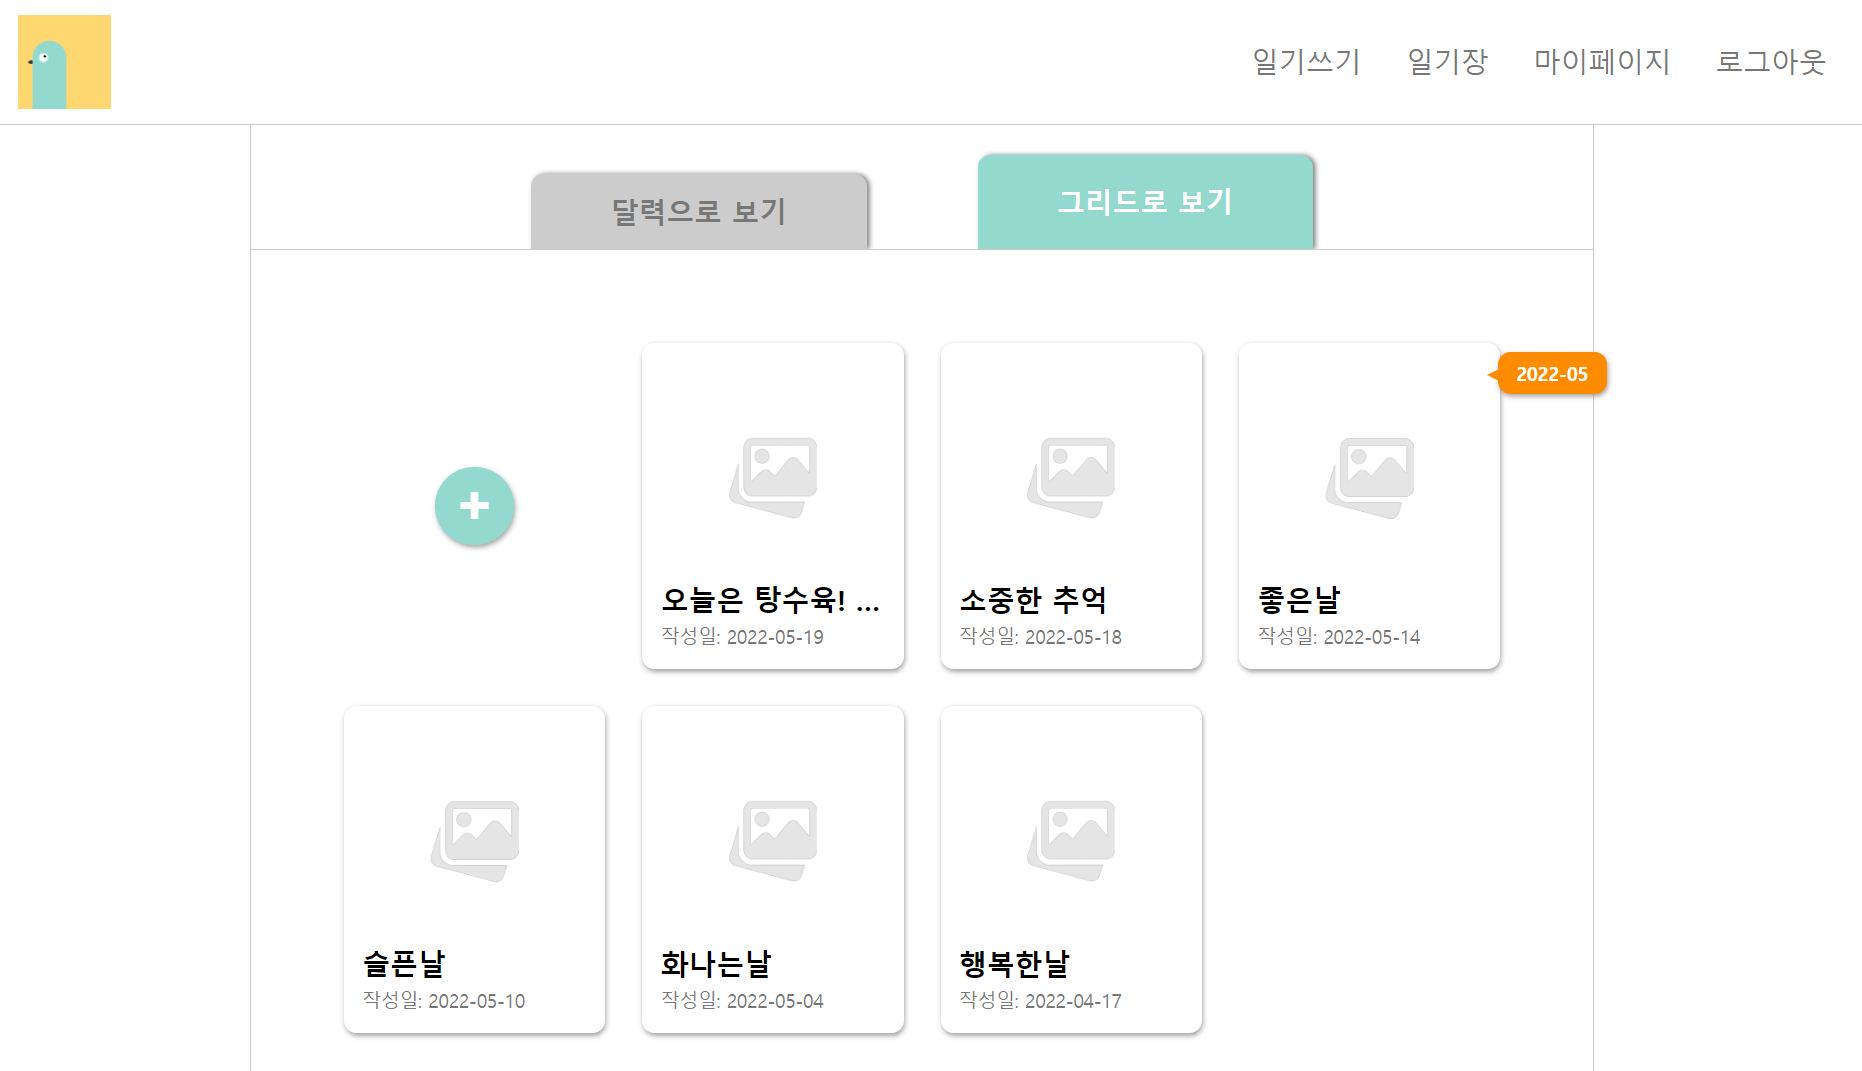 일기쓰기 일기장 마이페이지 로그아웃
달력으로 보기
그리드로 보기
2022-05
오늘은 탕수육! ...
작성일: 2022-05-19
소중한 추억
작성일: 2022-05-18
좋은날
작성일: 2022-05-14
슬픈날
작성일: 2022-05-10
화나는날
작성일: 2022-05-04
행복한날
작성일: 2022-04-17